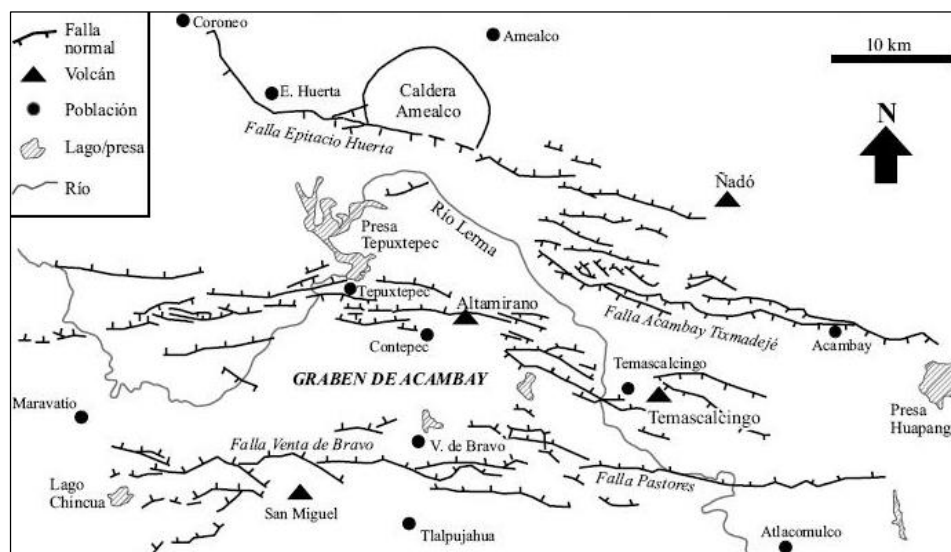 Falla
normal
Volcán
Población
Lago/presa
Río
Coroneo
Amealco
10 km
E. Huerta
Caldera
Amealco
N
Falla Epitacio Huerta
Ñadó
Presa
Tepuxtepec
Río Lerma
Tepuxtepec
Altamirano
Falla Acambay Tixmadejé
Acambay
Contepec
GRABEN DE ACAMBAY
Temascalcingo
Temascalcingo
Maravatío
Presa
Huapang
Falla Venta de Bravo
V. de Bravo
Falla Pastores
Lago
Chincua
San Miguel
Tlalpujahua
Atlacomulco